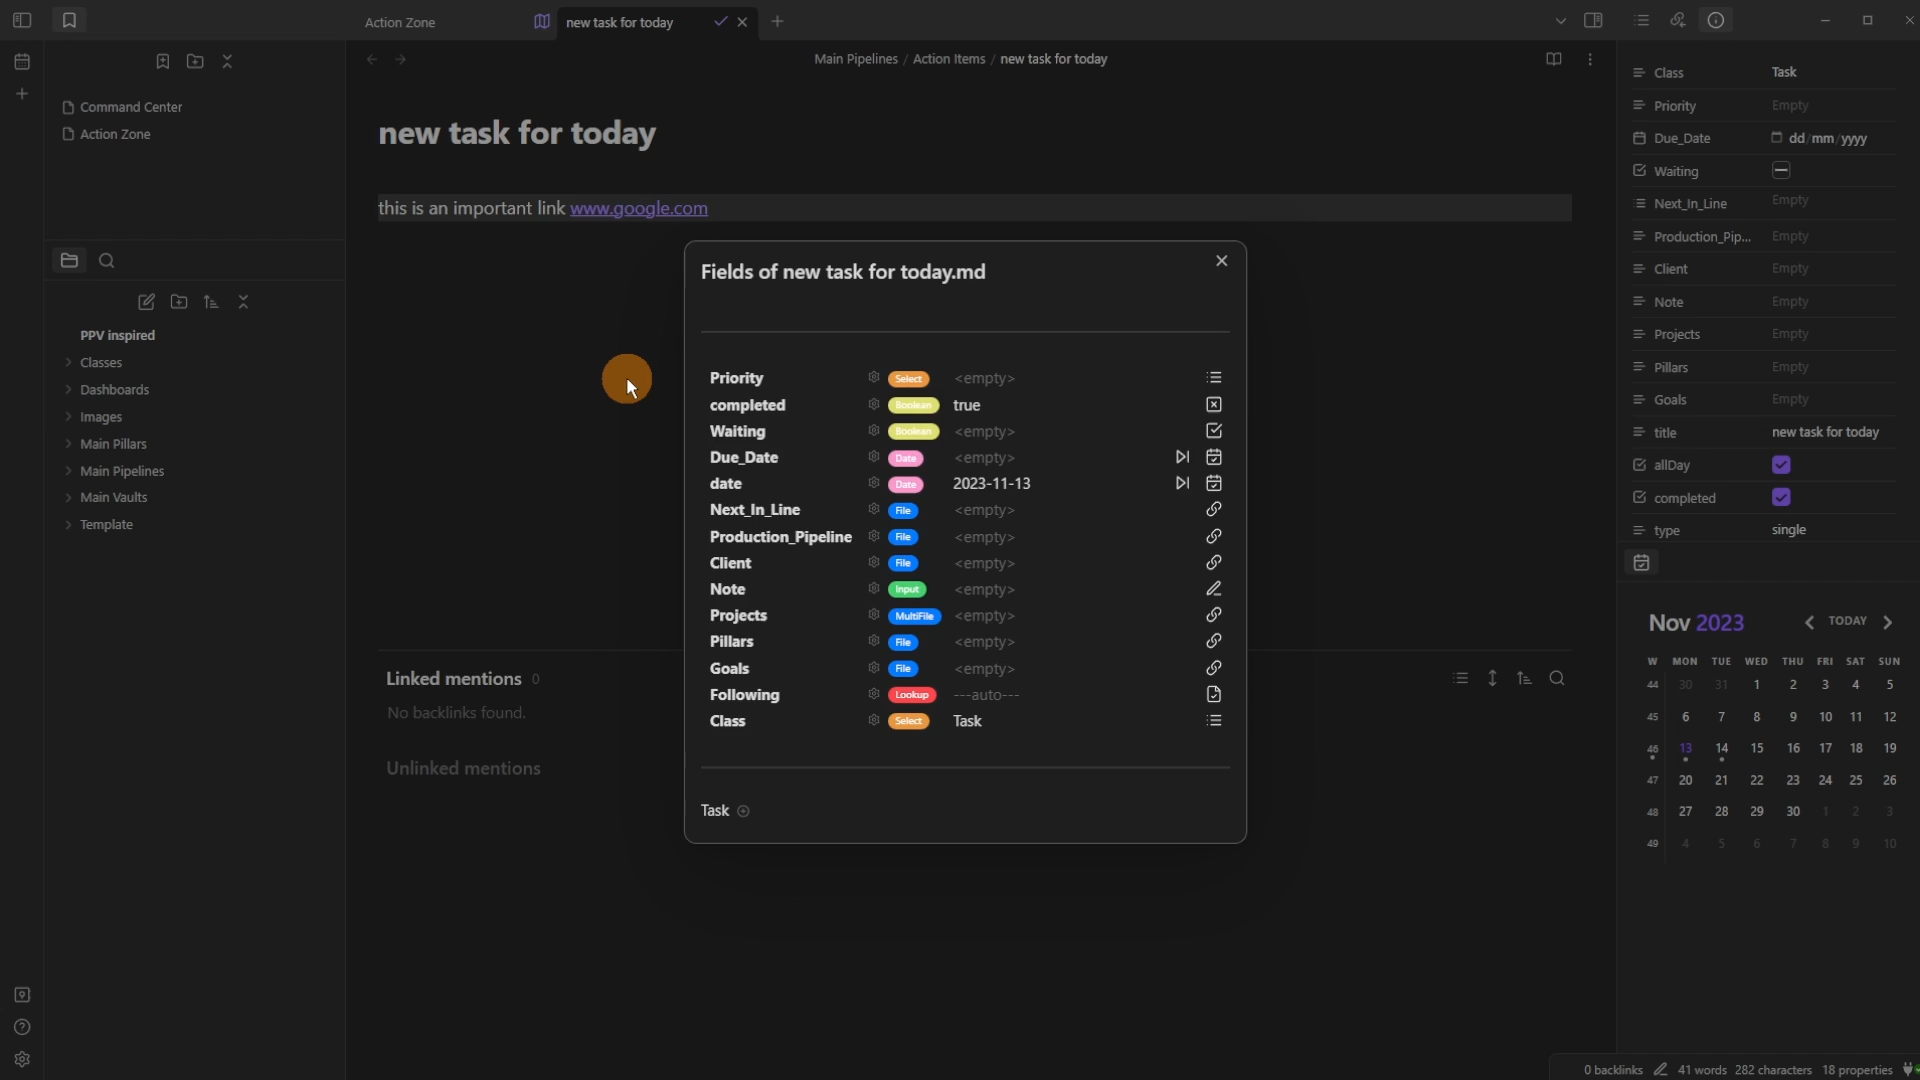 Action Zone
new task for today
Main Pipelines / Action Items / new task for today
Command Center
Action Zone
PPV inspired
Classes
Dashboards
Images
Main Pillars
Main Pipelines
Main Vaults
Template
new task for today
this is an important link www.google.com
Linked mentions 0
No backlinks found.
Unlinked mentions
Fields of new task for today.md
Priority Select <empty>
completed Boolean true
Waiting Boolean <empty>
Due_Date Date <empty>
date Date 2023-11-13
Next_In_Line File <empty>
Production_Pipeline File <empty>
Client File <empty>
Note Input <empty>
Projects MultiFile <empty>
Pillars File <empty>
Goals File <empty>
Following Lookup ---auto---
Class Select Task
Task
Class Task
Priority Empty
Due_Date dd/mm/yyyy
Waiting
Next_In_Line Empty
Production_Pip... Empty
Client Empty
Note Empty
Projects Empty
Pillars Empty
Goals Empty
title new task for today
allDay
completed
type single
Nov 2023 TODAY
W MON TUE WED THU FRI SAT SUN
44 30 31 1 2 3 4 5
45 6 7 8 9 10 11 12
46 13 14 15 16 17 18 19
47 20 21 22 23 24 25 26
48 27 28 29 30 1 2 3
49 4 5 6 7 8 9 10
0 backlinks 41 words 282 characters 18 properties